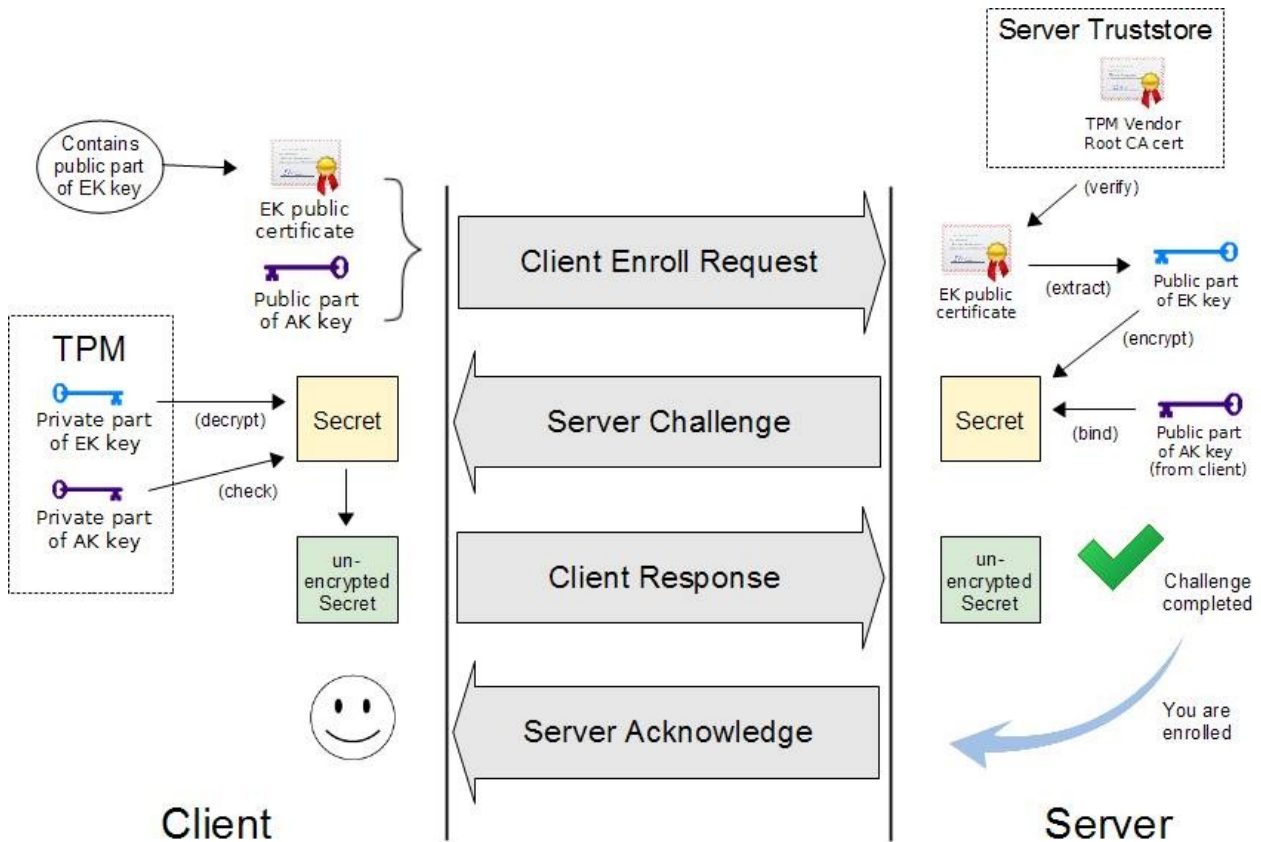 Server Truststore
TPM Vendor
Root CA cert
(verify)
Contains
public part
of EK key
EK public
certificate
Public part
of AK key
Client Enroll Request
EK public
certificate
(extract)
Public part
of EK key
(encrypt)
TPM
Private part
of EK key
(decrypt)
Secret
Private part
of AK key
(check)
Server Challenge
Secret
(bind)
Public part
of AK key
(from client)
un-
encrypted
Secret
Client Response
un-
encrypted
Secret
Challenge
completed
Server Acknowledge
You are
enrolled
Client
Server